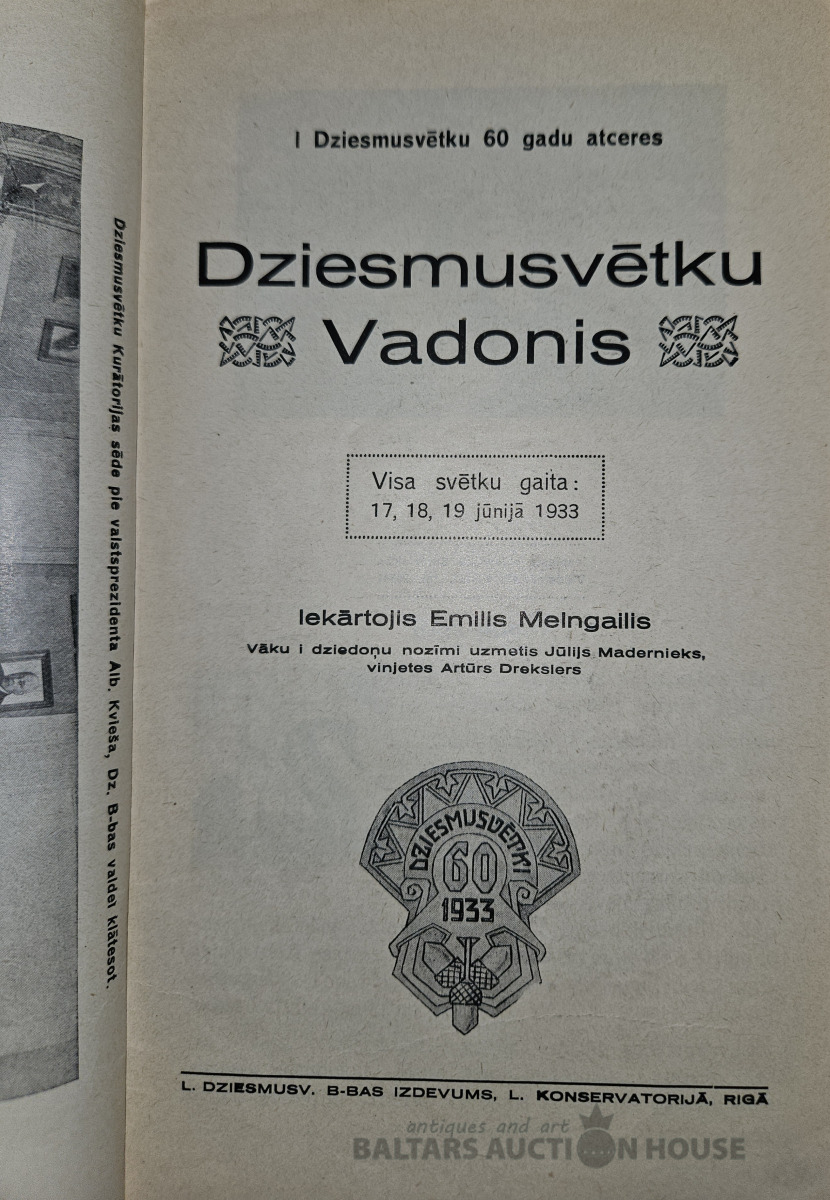 Dziesmusvētku Kurātorijas sēde pie valstsprezidenta Alb. Kvieša, Dz. B-bas valdei klātesot.
I Dziesmusvētku 60 gadu atceres
Dziesmusvētku
Vadonis
Visa svētku gaita:
17, 18, 19 jūnijā 1933
Iekārtojis Emilis Melngailis
Vāku i dziedoņu nozīmi uzmetis Jūlijs Madernieks,
vinjetes Artūrs Drekslers
DZIESMUSVĒTKI
60
1933
L. DZIESMUSV. B-BAS IZDEVUMS, L. KONSERVATORIJĀ, RIGĀ
antiques and art
BALTARS AUCTION HOUSE